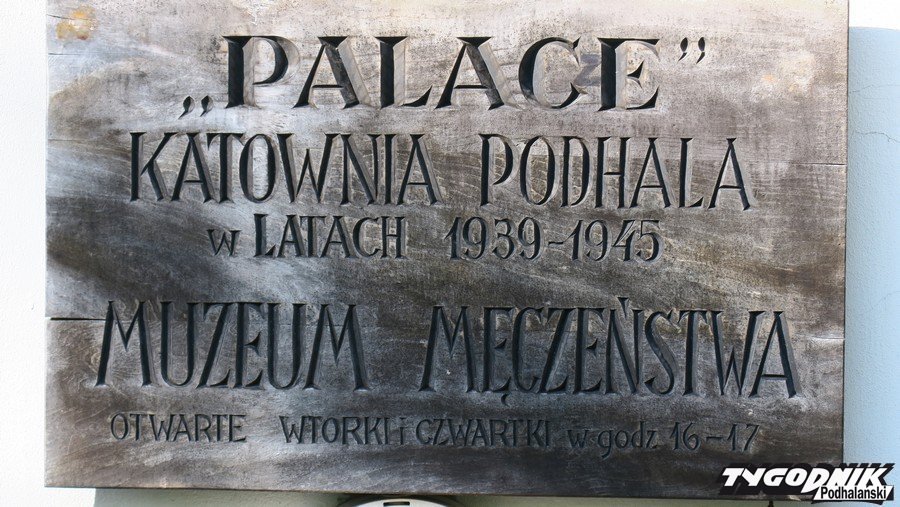 „PALACE”
KATOWNIA PODHALA
w LATACH 1939-1945
MUZEUM MĘCZEŃSTWA
OTWARTE WTORKI i CZWARTKI w godz. 16-17
TYGODNIK
Podhalański